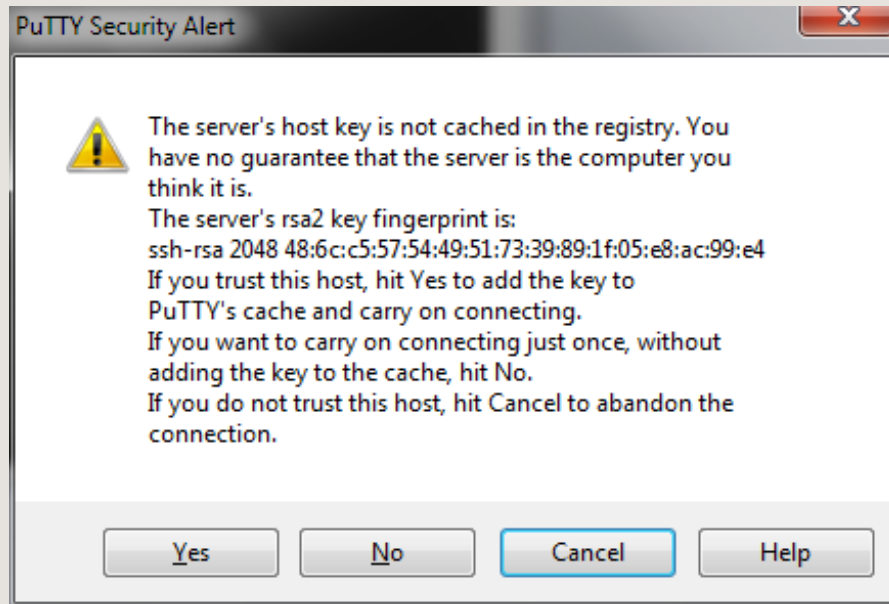 PuTTY Security Alert
The server's host key is not cached in the registry. You
have no guarantee that the server is the computer you
think it is.
The server's rsa2 key fingerprint is:
ssh-rsa 2048 48:6c:c5:57:54:49:51:73:39:89:1f:05:e8:ac:99:e4
If you trust this host, hit Yes to add the key to
PuTTY's cache and carry on connecting.
If you want to carry on connecting just once, without
adding the key to the cache, hit No.
If you do not trust this host, hit Cancel to abandon the
connection.
Yes No Cancel Help